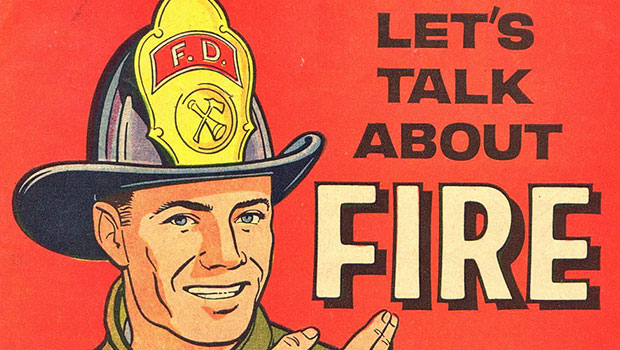 F. D.
LET'S
TALK
ABOUT
FIRE